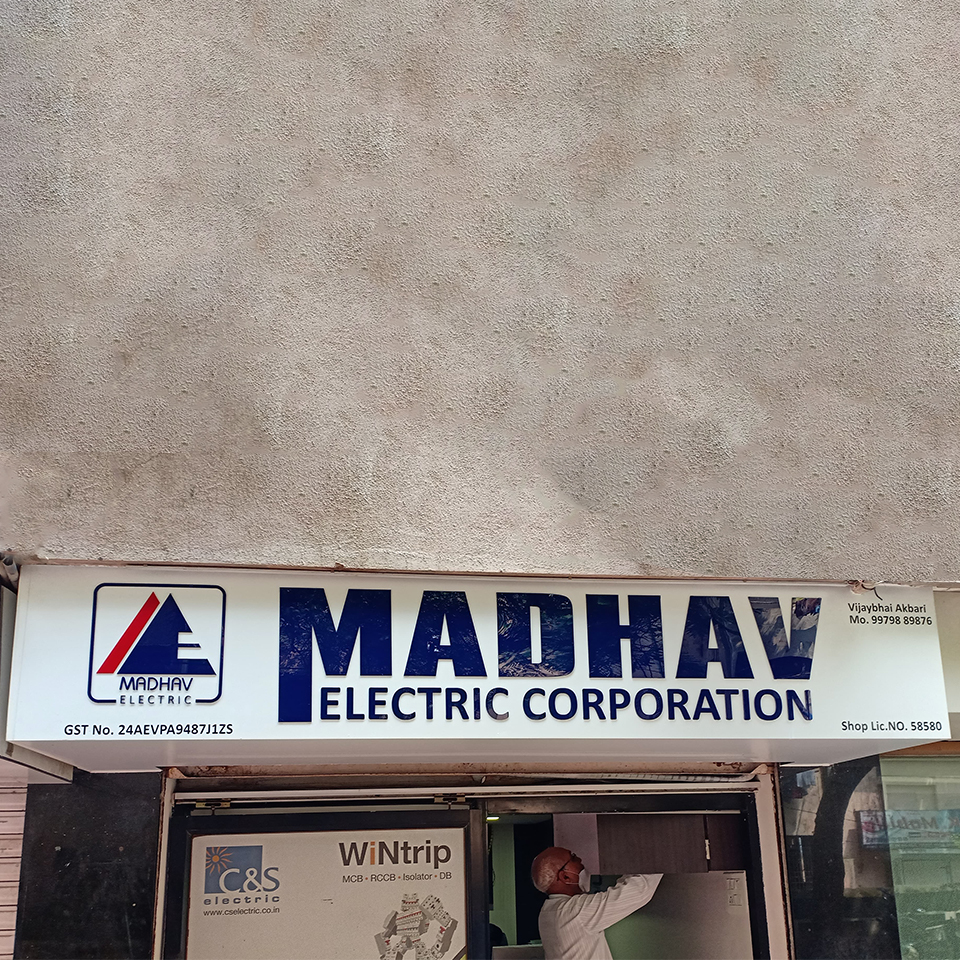 MADHAV
ELECTRIC
GST No. 24AEVPA9487J1ZS
MADHAV
ELECTRIC CORPORATION
Vijaybhai Akbari
Mo. 99798 89876
Shop Lic.NO. 58580
C&S
electric
www.cselectric.co.in
WiNtrip
MCB • RCCB • Isolator • DB